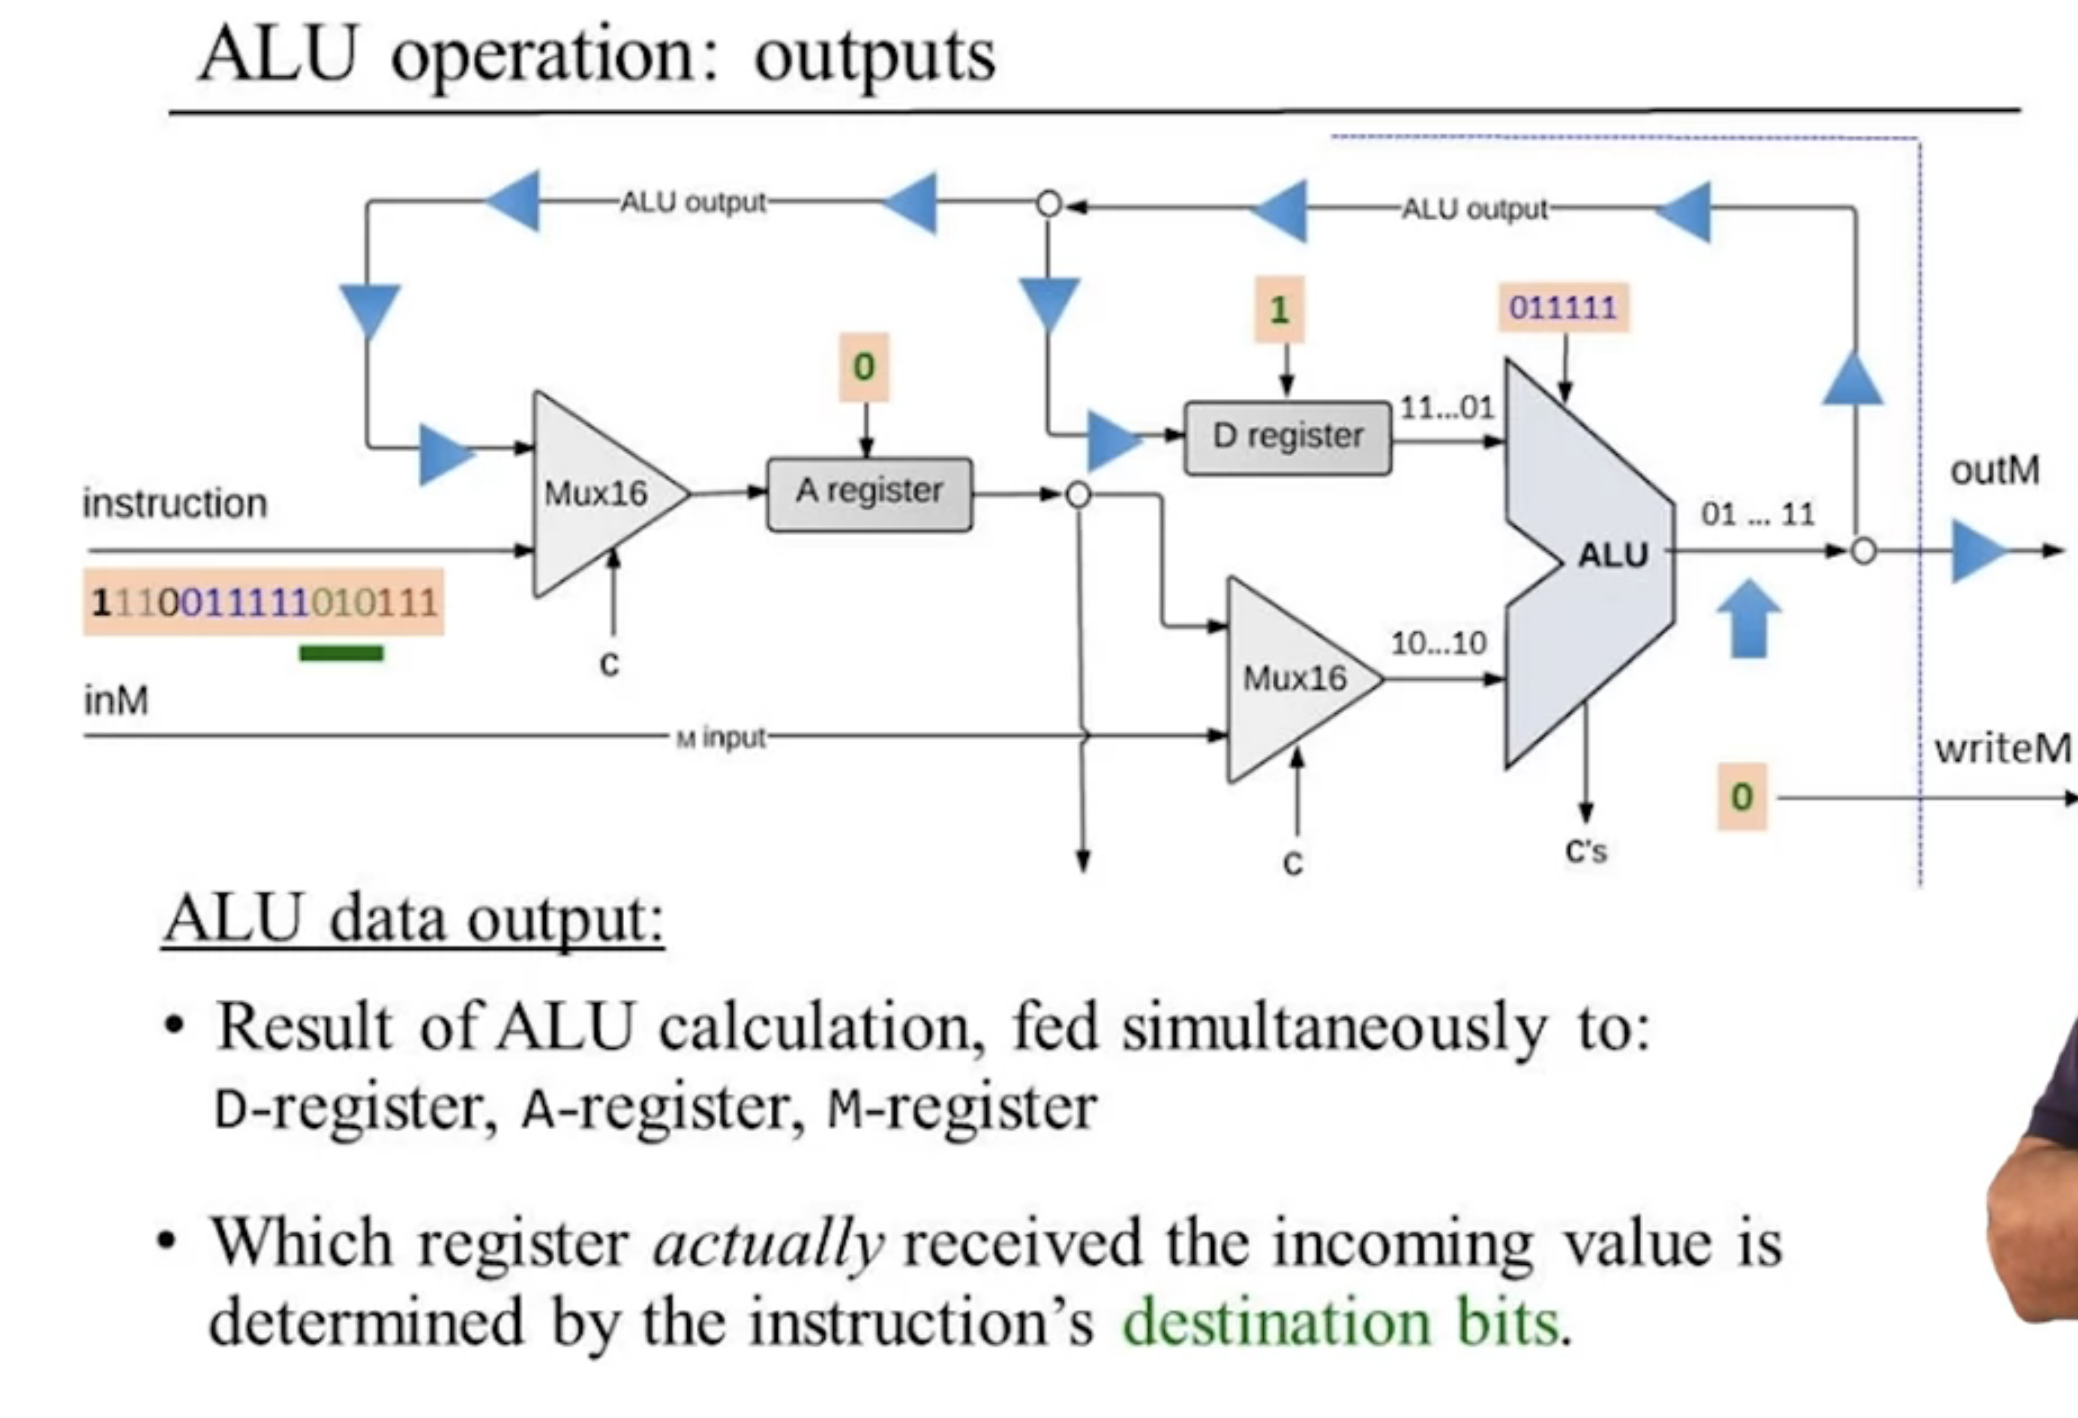 ALU operation: outputs
ALU output
ALU output
1
011111
0
11...01
D register
outM
instruction
Mux16
A register
01 ... 11
ALU
1110011111010111
10...10
C
Mux16
inM
M input
writeM
0
C
C's
ALU data output:
• Result of ALU calculation, fed simultaneously to:
D-register, A-register, M-register
• Which register actually received the incoming value is
determined by the instruction’s destination bits.